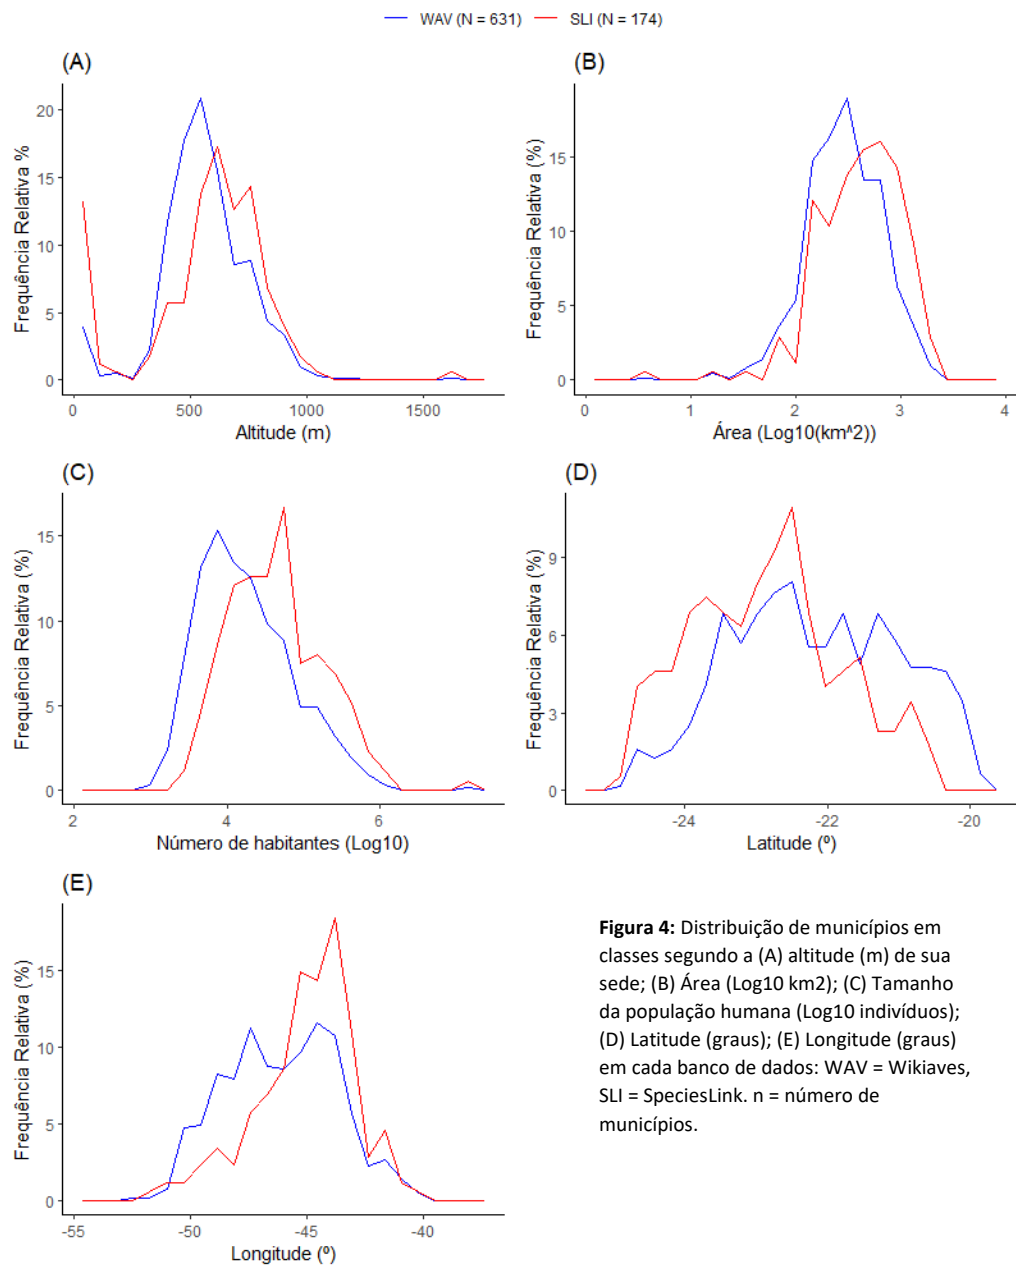 WAV (N = 631) SLI (N = 174)
(A)
Frequência Relativa %
20
15
10
5
0
0 500 1000 1500
Altitude (m)
(B)
Frequência Relativa (%)
15
10
5
0
0 1 2 3 4
Área (Log10(km^2))
(C)
Frequência Relativa (%)
15
10
5
0
2 4 6
Número de habitantes (Log10)
(D)
Frequência Relativa (%)
9
6
3
0
-24 -22 -20
Latitude (º)
(E)
Frequência Relativa (%)
15
10
5
0
-55 -50 -45 -40
Longitude (º)
Figura 4: Distribuição de municípios em
classes segundo a (A) altitude (m) de sua
sede; (B) Área (Log10 km2); (C) Tamanho
da população humana (Log10 indivíduos);
(D) Latitude (graus); (E) Longitude (graus)
em cada banco de dados: WAV = Wikiaves,
SLI = SpeciesLink. n = número de
municípios.